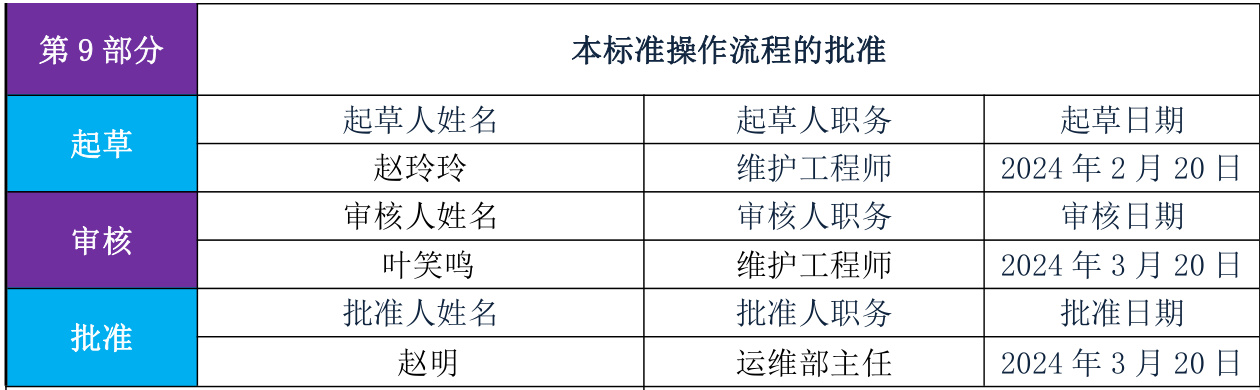 第 9 部分 本标准操作流程的批准
起草 起草人姓名 起草人职务 起草日期
赵玲玲 维护工程师 2024 年 2 月 20 日
审核 审核人姓名 审核人职务 审核日期
叶笑鸣 维护工程师 2024 年 3 月 20 日
批准 批准人姓名 批准人职务 批准日期
赵明 运维部主任 2024 年 3 月 20 日